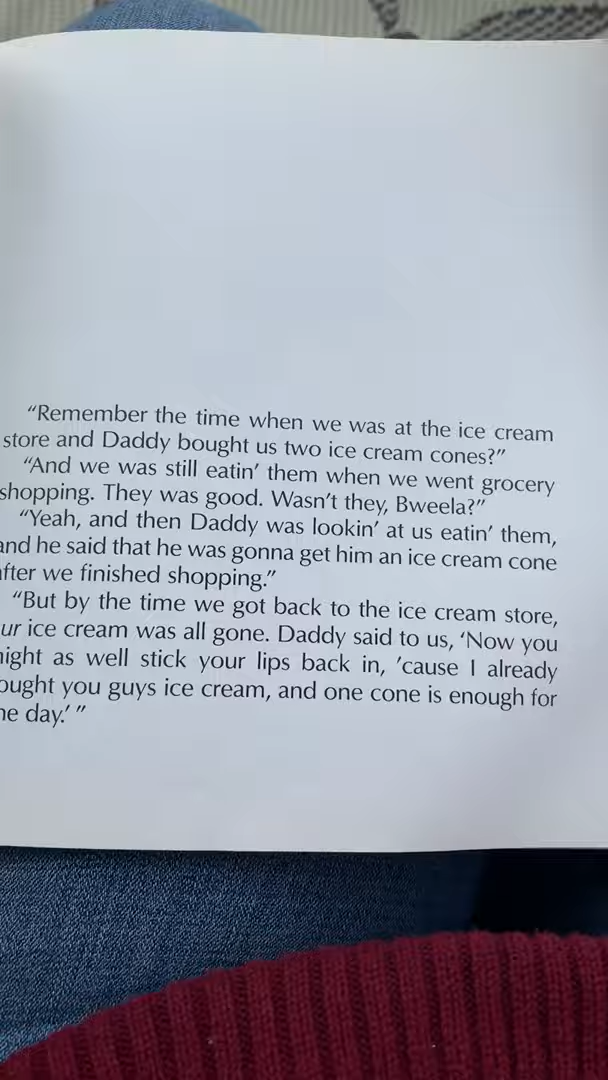 “Remember the time when we was at the ice cream
store and Daddy bought us two ice cream cones?”
“And we was still eatin’ them when we went grocery
shopping. They was good. Wasn’t they, Bweela?”
“Yeah, and then Daddy was lookin’ at us eatin’ them,
and he said that he was gonna get him an ice cream cone
after we finished shopping.”
“But by the time we got back to the ice cream store,
ur ice cream was all gone. Daddy said to us, ‘Now you
might as well stick your lips back in, ’cause I already
ought you guys ice cream, and one cone is enough for
ne day.’ ”